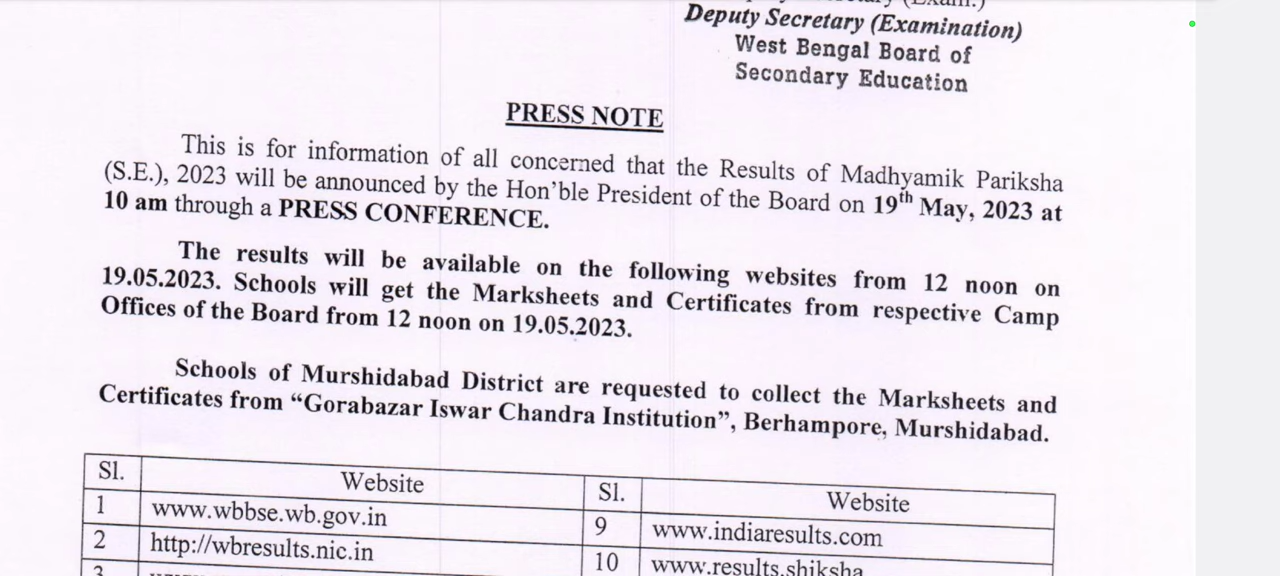 Deputy Secretary (Examination)
West Bengal Board of
Secondary Education
PRESS NOTE
This is for information of all concerned that the Results of Madhyamik Pariksha
(S.E.), 2023 will be announced by the Hon’ble President of the Board on 19th May, 2023 at
10 am through a PRESS CONFERENCE.
The results will be available on the following websites from 12 noon on
19.05.2023. Schools will get the Marksheets and Certificates from respective Camp
Offices of the Board from 12 noon on 19.05.2023.
Schools of Murshidabad District are requested to collect the Marksheets and
Certificates from “Gorabazar Iswar Chandra Institution”, Berhampore, Murshidabad.
Sl. Website Sl. Website
1 www.wbbse.wb.gov.in 9 www.indiaresults.com
2 http://wbresults.nic.in 10 www.results.shiksha
3